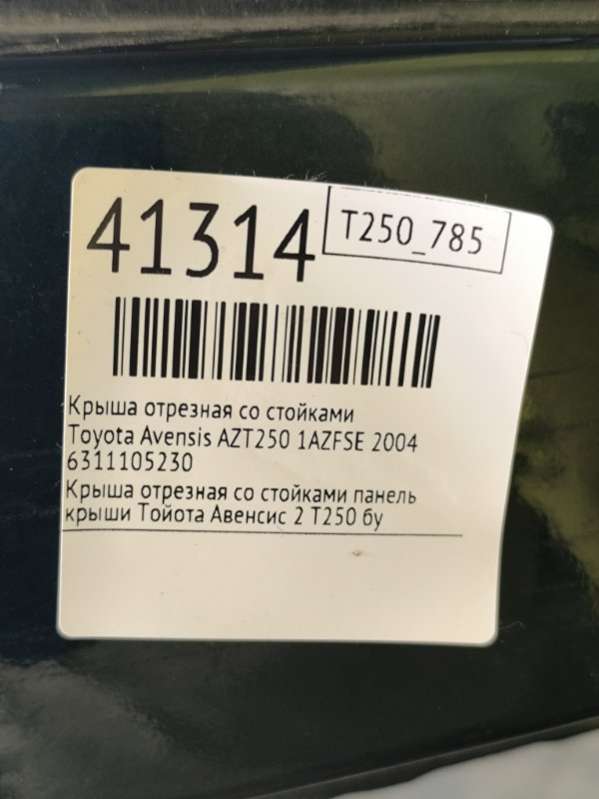 41314
T250_785
Крыша отрезная со стойками
Toyota Avensis AZT250 1AZFSE 2004
6311105230
Крыша отрезная со стойками панель
крыши Тойота Авенсис 2 Т250 бу